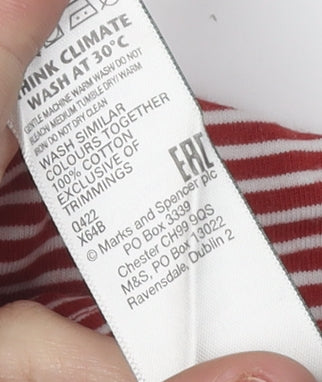 THINK CLIMATE
WASH AT 30°C
GENTLE MACHINE WARM WASH/DO NOT
BLEACH/MEDIUM TUMBLE DRY/WARM
IRON/DO NOT DRY CLEAN
WASH SIMILAR
COLOURS TOGETHER
100% COTTON
EXCLUSIVE OF
TRIMMINGS
EAC
Q422
X64B
© Marks and Spencer plc
PO Box 3339
Chester CH99 9QS
M&S, PO Box 13022
Ravensdale, Dublin 2